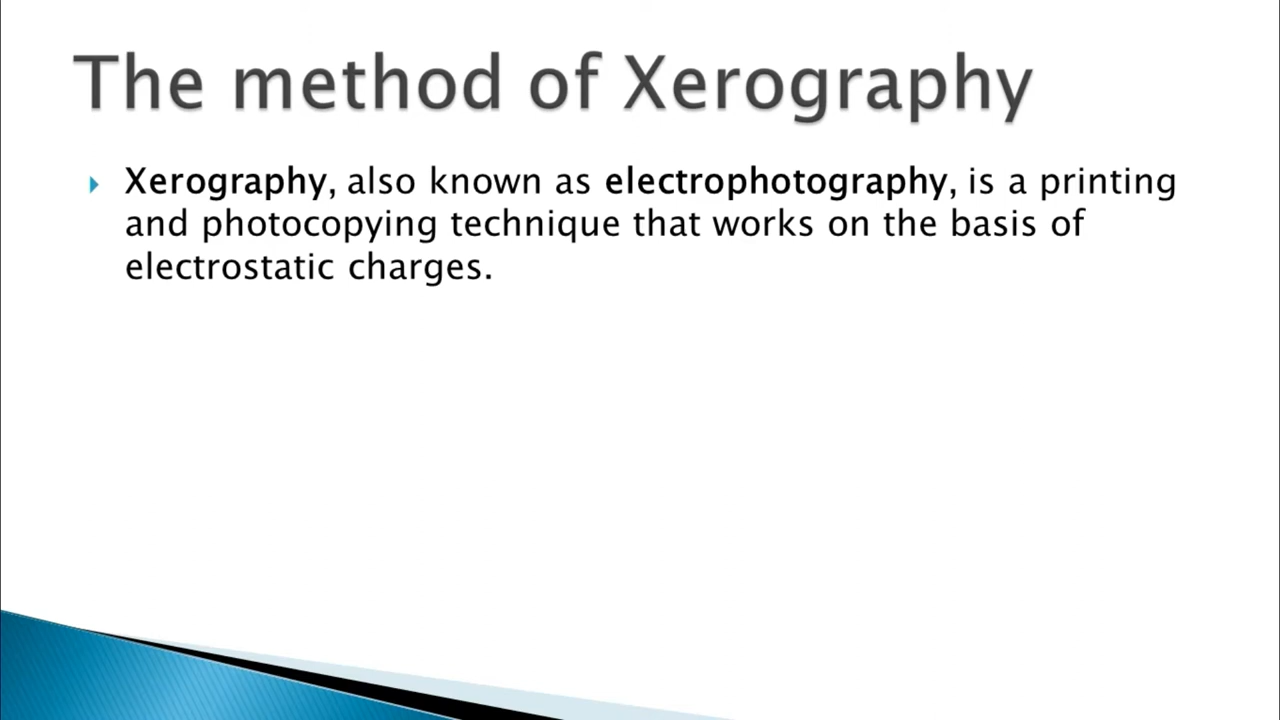 The method of Xerography
Xerography, also known as electrophotography, is a printing
and photocopying technique that works on the basis of
electrostatic charges.